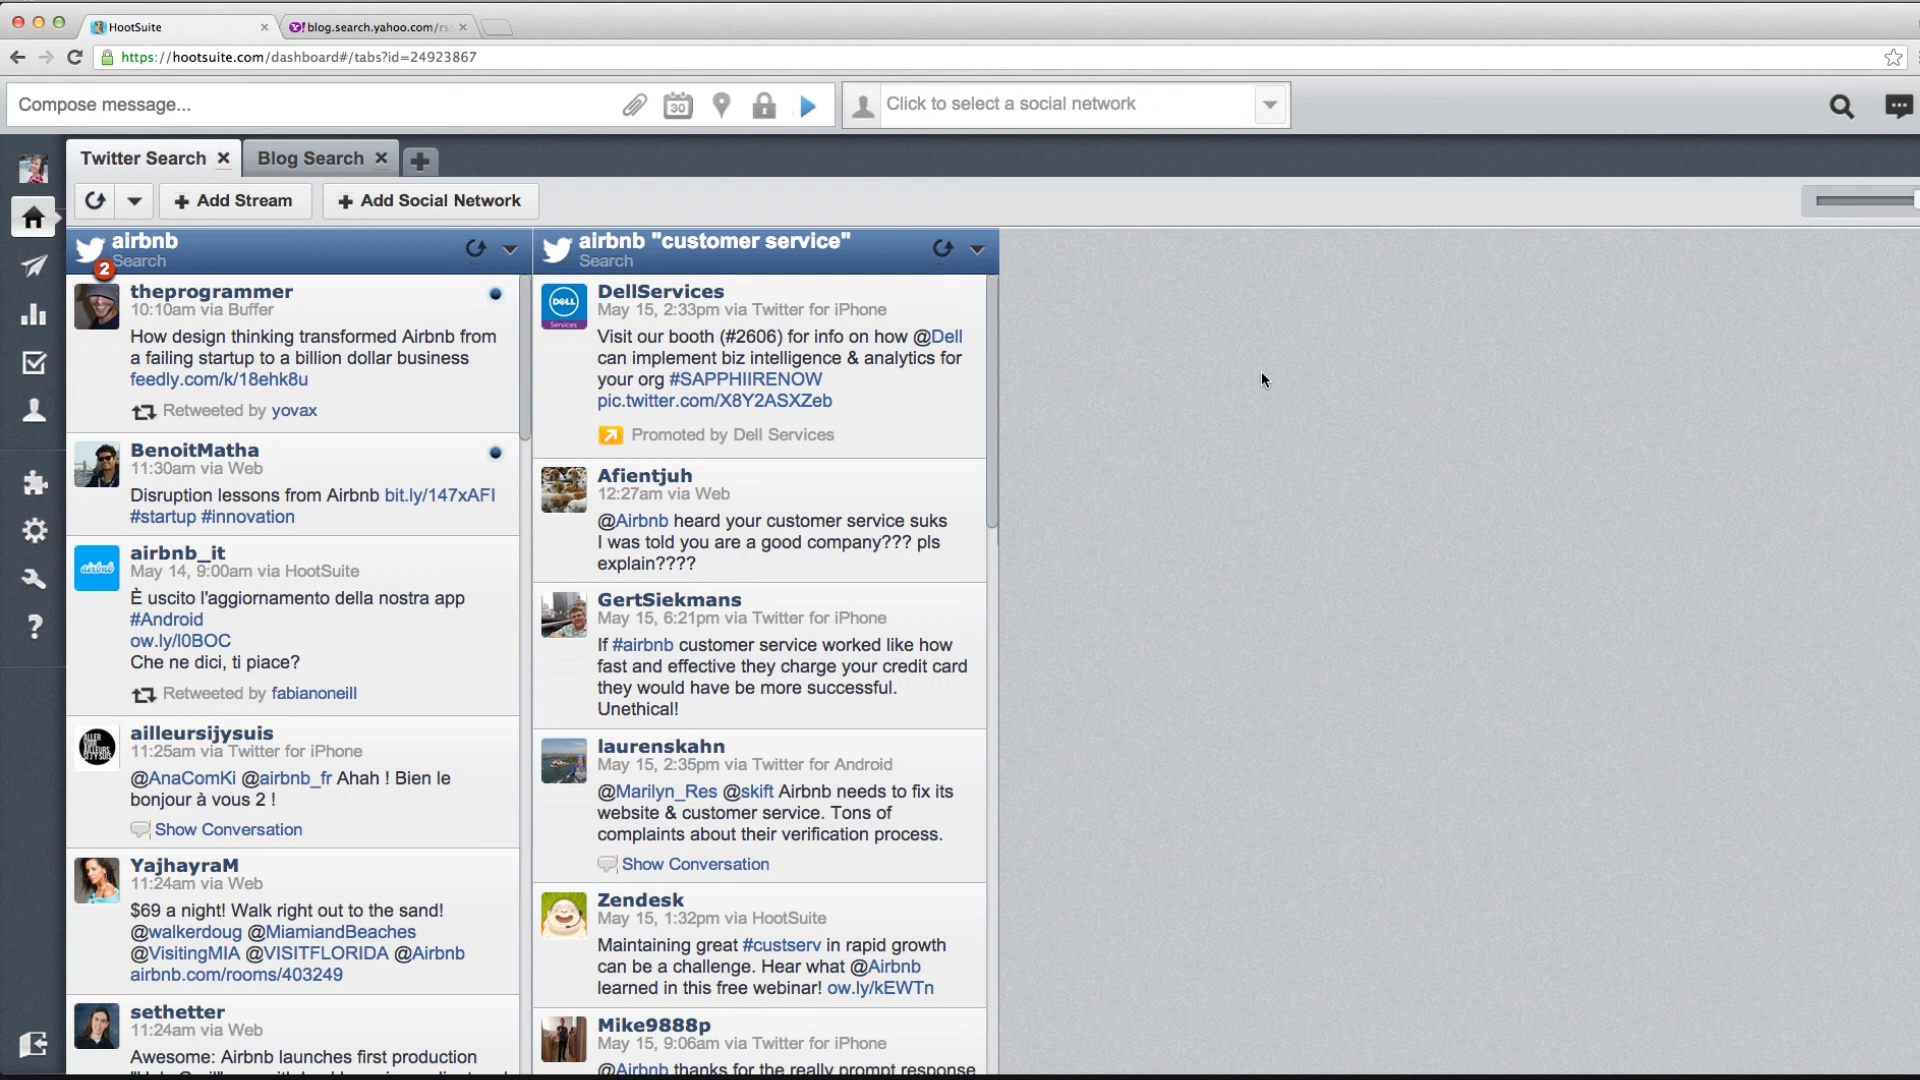 HootSuite
blog.search.yahoo.com/rs
https://hootsuite.com/dashboard#/tabs?id=24923867
Compose message...
30
Click to select a social network
Twitter Search
Blog Search
Add Stream
Add Social Network
airbnb
Search
2
theprogrammer
10:10am via Buffer
How design thinking transformed Airbnb from
a failing startup to a billion dollar business
feedly.com/k/18ehk8u
Retweeted by yovax
BenoitMatha
11:30am via Web
Disruption lessons from Airbnb bit.ly/147xAFI
#startup #innovation
airbnb
airbnb_it
May 14, 9:00am via HootSuite
È uscito l'aggiornamento della nostra app
#Android
ow.ly/l0BOC
Che ne dici, ti piace?
Retweeted by fabianoneill
ailleursijysuis
11:25am via Twitter for iPhone
@AnaComKi @airbnb_fr Ahah ! Bien le
bonjour à vous 2 !
Show Conversation
YajhayraM
11:24am via Web
$69 a night! Walk right out to the sand!
@walkerdoug @MiamiandBeaches
@VisitingMIA @VISITFLORIDA @Airbnb
airbnb.com/rooms/403249
sethetter
11:24am via Web
Awesome: Airbnb launches first production
airbnb "customer service"
Search
DELL
Services
DellServices
May 15, 2:33pm via Twitter for iPhone
Visit our booth (#2606) for info on how @Dell
can implement biz intelligence & analytics for
your org #SAPPHIIRENOW
pic.twitter.com/X8Y2ASXZeb
Promoted by Dell Services
Afientjuh
12:27am via Web
@Airbnb heard your customer service suks
I was told you are a good company??? pls
explain????
GertSiekmans
May 15, 6:21pm via Twitter for iPhone
If #airbnb customer service worked like how
fast and effective they charge your credit card
they would have be more successful.
Unethical!
laurenskahn
May 15, 2:35pm via Twitter for Android
@Marilyn_Res @skift Airbnb needs to fix its
website & customer service. Tons of
complaints about their verification process.
Show Conversation
Zendesk
May 15, 1:32pm via HootSuite
Maintaining great #custserv in rapid growth
can be a challenge. Hear what @Airbnb
learned in this free webinar! ow.ly/kEWTn
Mike9888p
May 15, 9:06am via Twitter for iPhone
@Airbnb thanks for the really prompt response